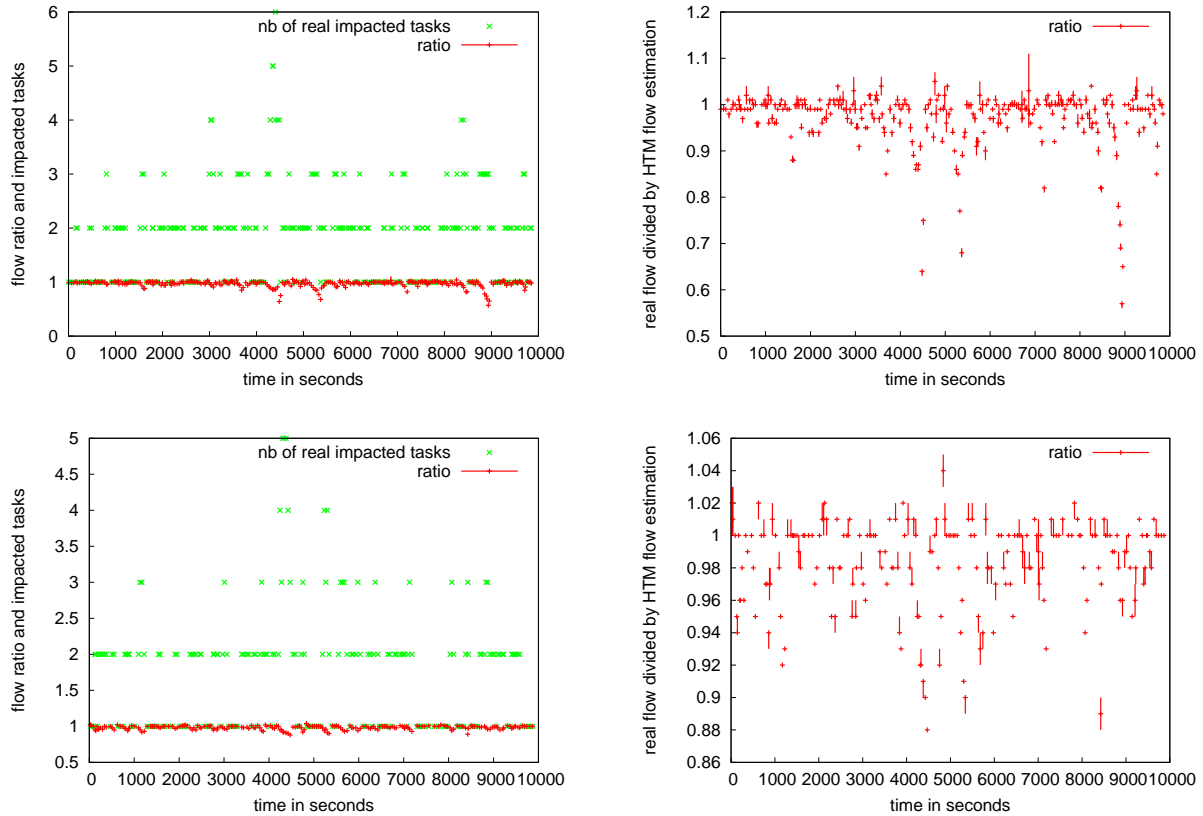 nb of real impacted tasks
ratio
flow ratio and impacted tasks
6
5
4
3
2
1
0
0 1000 2000 3000 4000 5000 6000 7000 8000 9000 10000
time in seconds
ratio
real flow divided by HTM flow estimation
1.2
1.1
1
0.9
0.8
0.7
0.6
0.5
0 1000 2000 3000 4000 5000 6000 7000 8000 9000 10000
time in seconds
nb of real impacted tasks
ratio
flow ratio and impacted tasks
5
4.5
4
3.5
3
2.5
2
1.5
1
0.5
0 1000 2000 3000 4000 5000 6000 7000 8000 9000 10000
time in seconds
ratio
real flow divided by HTM flow estimation
1.06
1.04
1.02
1
0.98
0.96
0.94
0.92
0.9
0.88
0.86
0 1000 2000 3000 4000 5000 6000 7000 8000 9000 10000
time in seconds